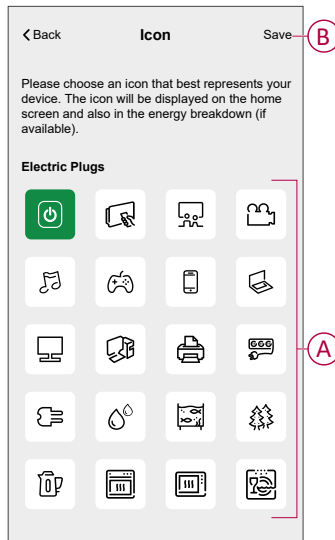 Back Icon Save B
Please choose an icon that best represents your
device. The icon will be displayed on the home
screen and also in the energy breakdown (if
available).
Electric Plugs
A